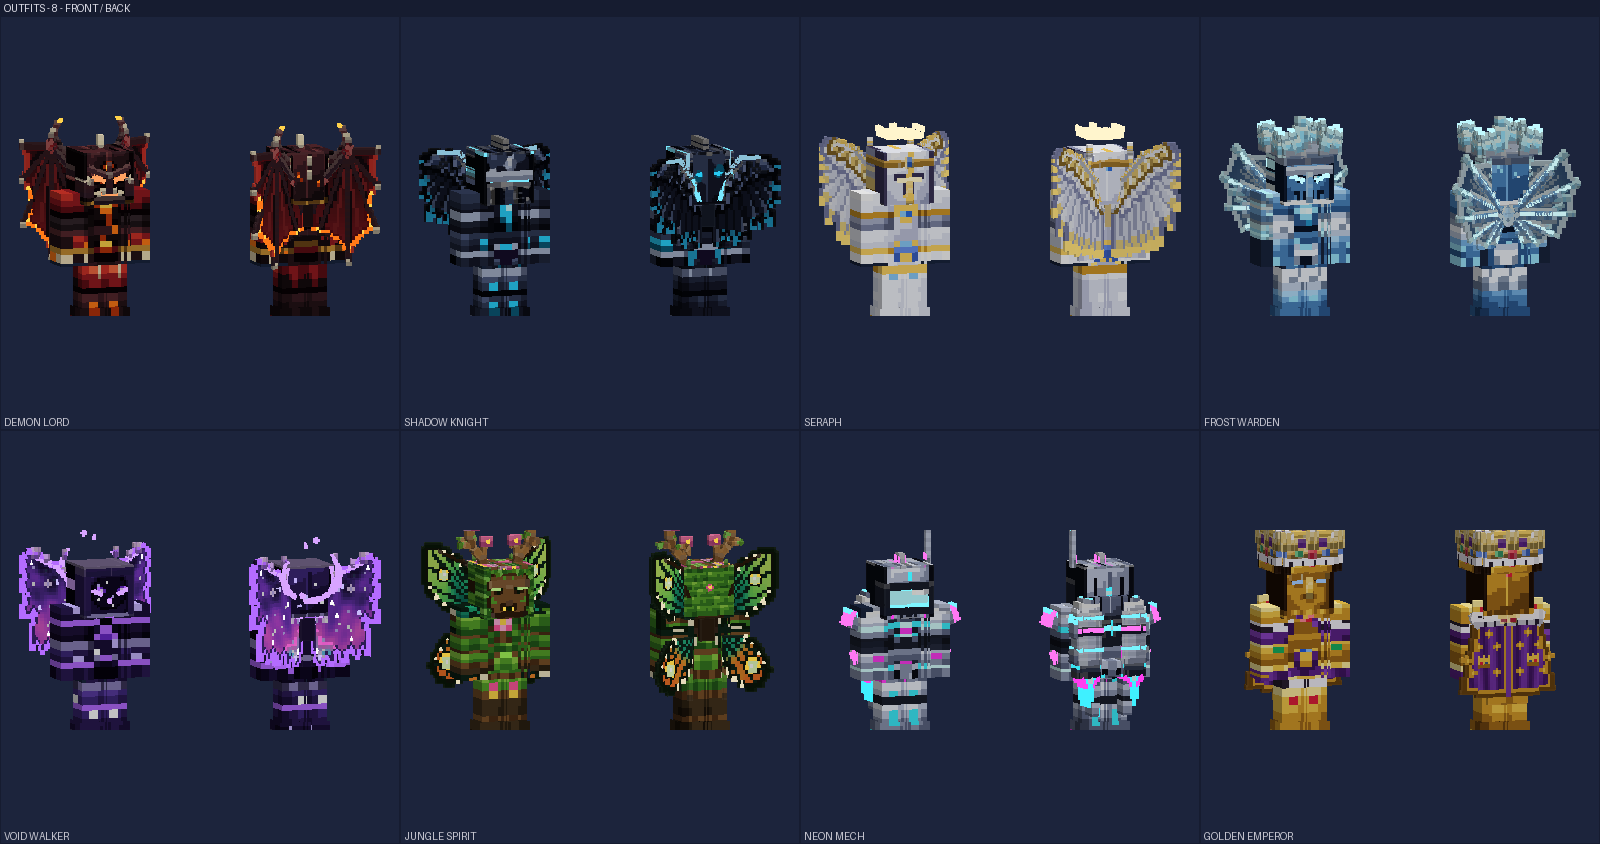 OUTFITS - 8 - FRONT / BACK
DEMON LORD
SHADOW KNIGHT
SERAPH
FROST WARDEN
VOID WALKER
JUNGLE SPIRIT
NEON MECH
GOLDEN EMPEROR